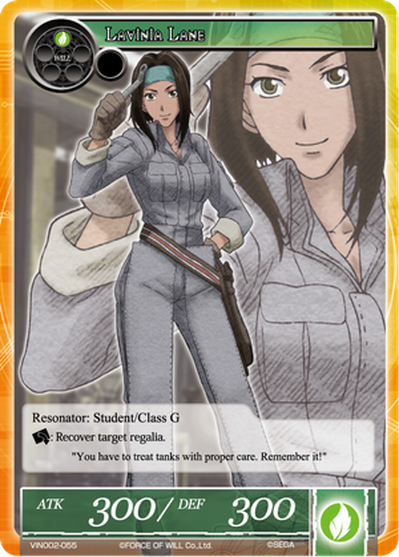 Lavinia Lane
WILL
Resonator: Student/Class G
: Recover target regalia.
"You have to treat tanks with proper care. Remember it!"
ATK 300/ DEF 300
VIN002-055 ©FORCE OF WILL Co.,Ltd. ©SEGA